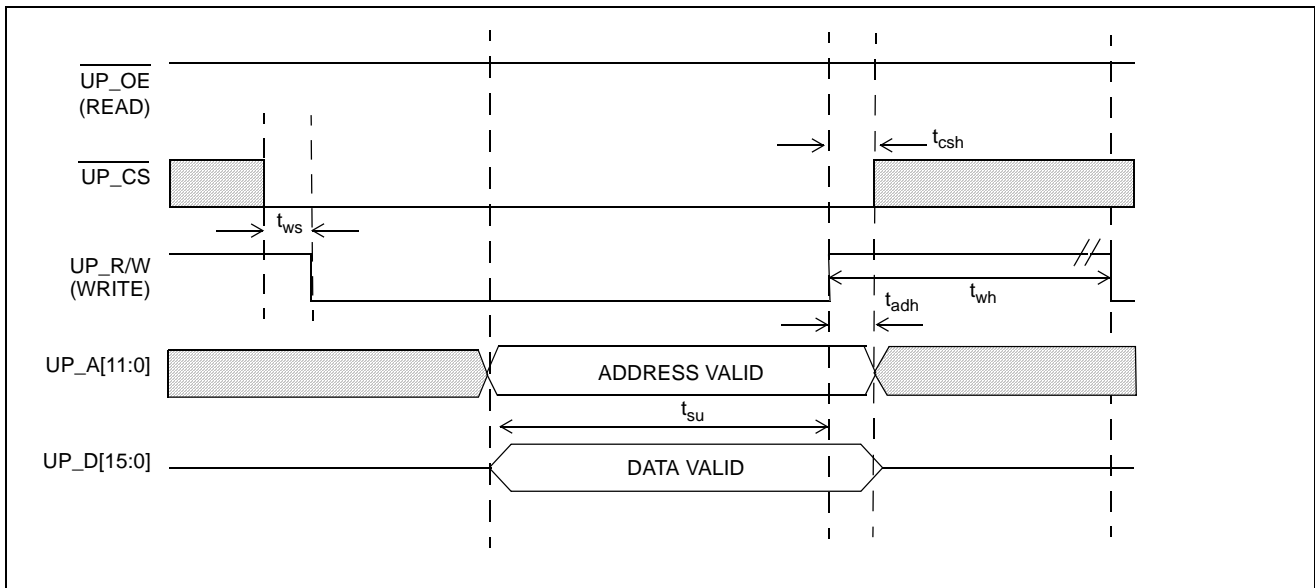 UP_OE
(READ)
t_csh
UP_CS
t_ws
UP_R/W
(WRITE)
t_wh
t_adh
UP_A[11:0]
ADDRESS VALID
t_su
UP_D[15:0]
DATA VALID